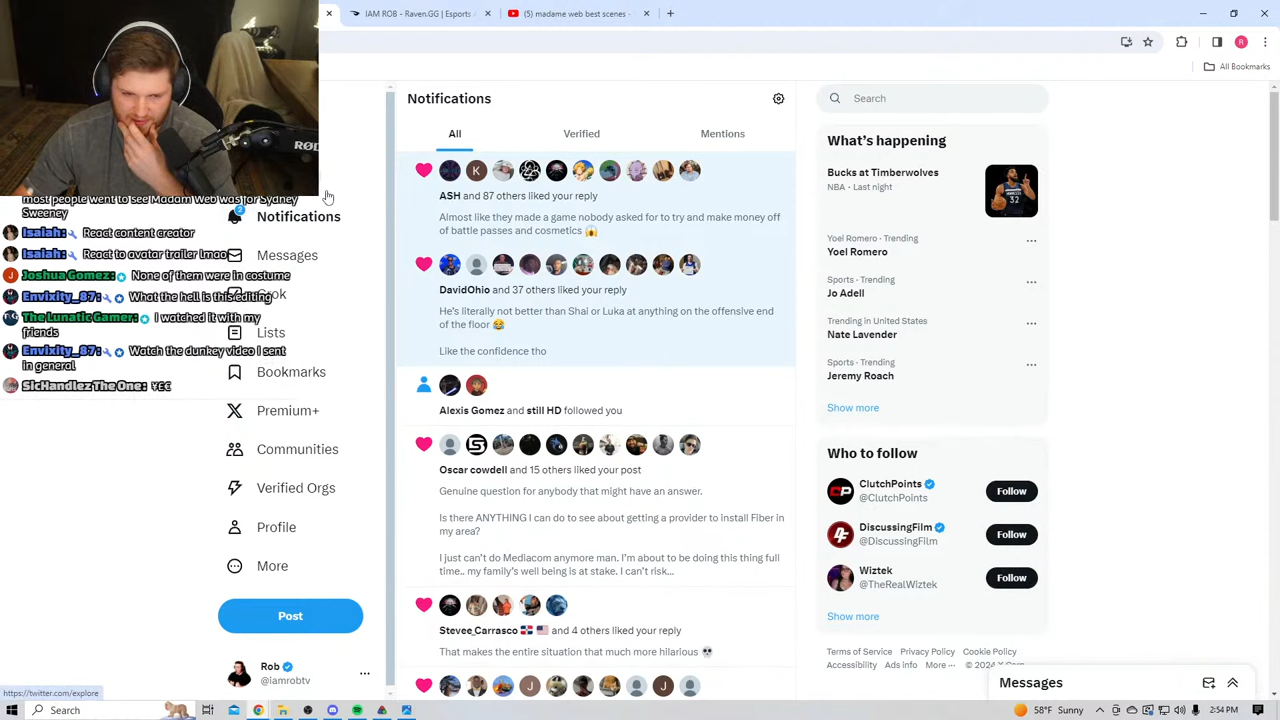 IAM ROB - Raven.GG | Esports
(5) madame web best scenes -
All Bookmarks
RØD
most people went to see Madam Web was for Sydney
Sweeney
Isaiah: React content creator
Isaiah: React to avatar trailer lmao
Joshua Gomez: None of them were in costume
Envixity_87: What the hell is this editing
The Lunatic Gamer: I watched it with my
friends
Envixity_87: Watch the dunkey video I sent
in general
SicHandlez The One: ¥€€
2
Notifications
Messages
Grok
Lists
Bookmarks
Premium+
Communities
Verified Orgs
Profile
More
Post
Rob
@iamrobtv
https://twitter.com/explore
Notifications
All
Verified
Mentions
K
ASH and 87 others liked your reply
Almost like they made a game nobody asked for to try and make money off
of battle passes and cosmetics 😱
DavidOhio and 37 others liked your reply
He's literally not better than Shai or Luka at anything on the offensive end
of the floor 😂
Like the confidence tho
Alexis Gomez and still HD followed you
Oscar cowdell and 15 others liked your post
Genuine question for anybody that might have an answer.
Is there ANYTHING I can do to see about getting a provider to install Fiber in
my area?
I just can't do Mediacom anymore man. I'm about to be doing this thing full
time.. my family's well being is at stake. I can't risk...
Stevee_Carrasco 🇩🇴 🇺🇸 and 4 others liked your reply
That makes the entire situation that much more hilarious 💀
J
J
Search
What's happening
Bucks at Timberwolves
NBA · Last night
Yoel Romero · Trending
Yoel Romero
Sports · Trending
Jo Adell
Trending in United States
Nate Lavender
Sports · Trending
Jeremy Roach
Show more
Who to follow
ClutchPoints
@ClutchPoints
Follow
DiscussingFilm
@DiscussingFilm
Follow
Wiztek
@TheRealWiztek
Follow
Show more
Terms of Service Privacy Policy Cookie Policy
Accessibility Ads info More ··· © 2024 X Corp.
Messages
Search
58°F Sunny
2:54 PM